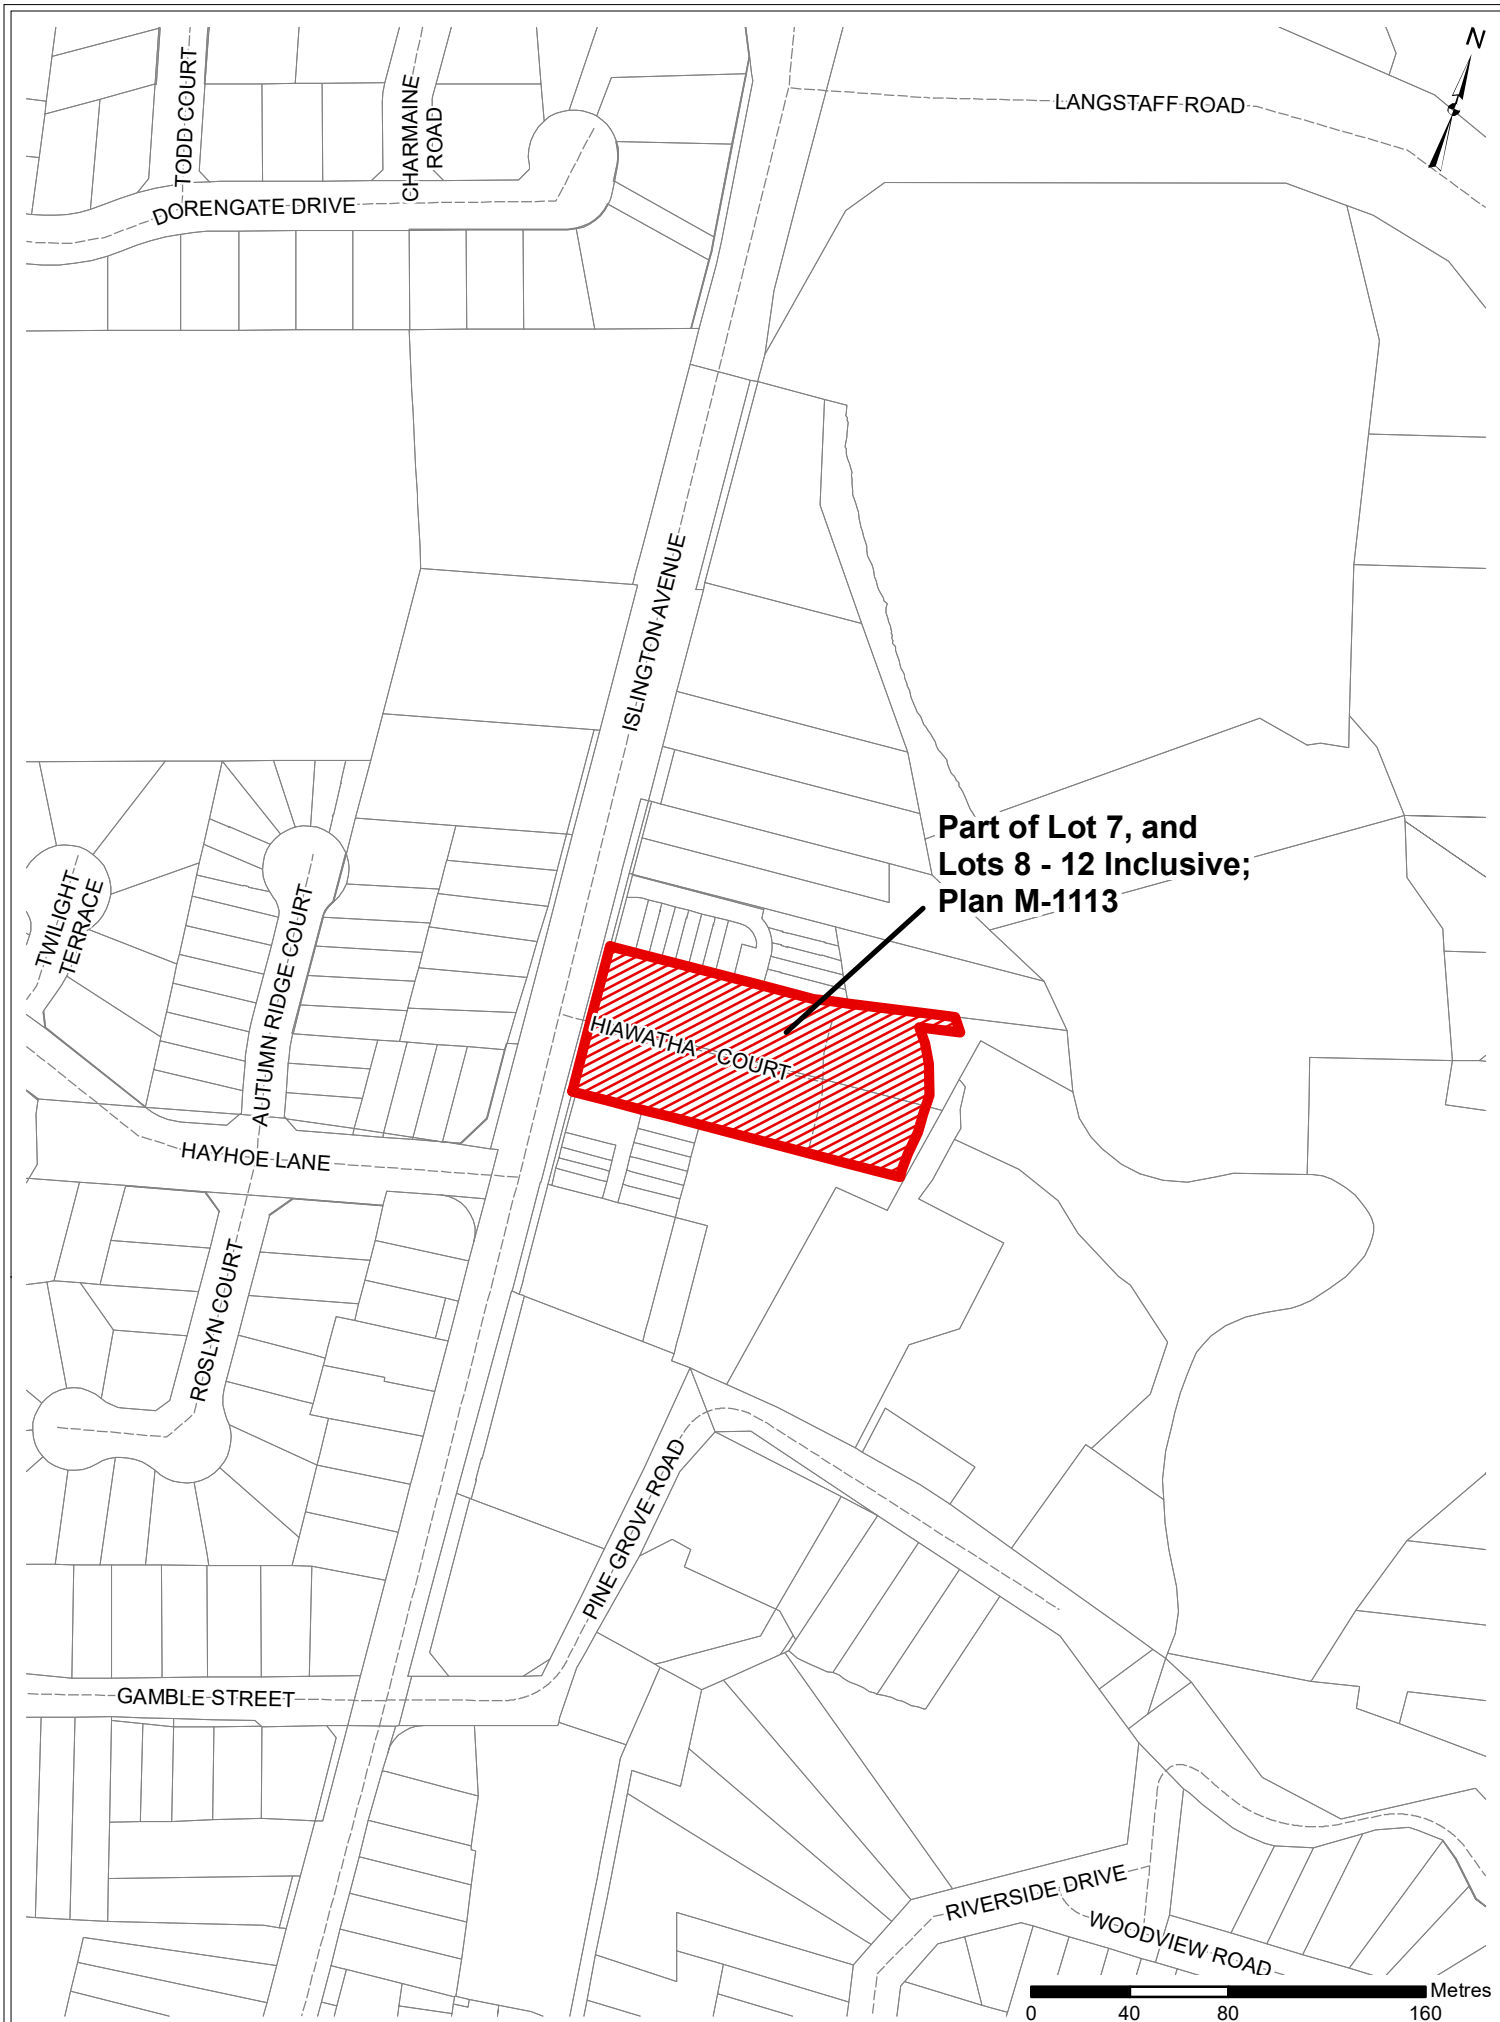 N
LANGSTAFF ROAD
TODD COURT
CHARMAINE
ROAD
DORENGATE DRIVE
ISLINGTON AVENUE
Part of Lot 7, and
Lots 8 - 12 Inclusive;
Plan M-1113
TWILIGHT
TERRACE
AUTUMN RIDGE COURT
HIAWATHA COURT
HAYHOE LANE
ROSLYN COURT
PINE GROVE ROAD
GAMBLE STREET
RIVERSIDE DRIVE
WOODVIEW ROAD
Metres
0 40 80 160